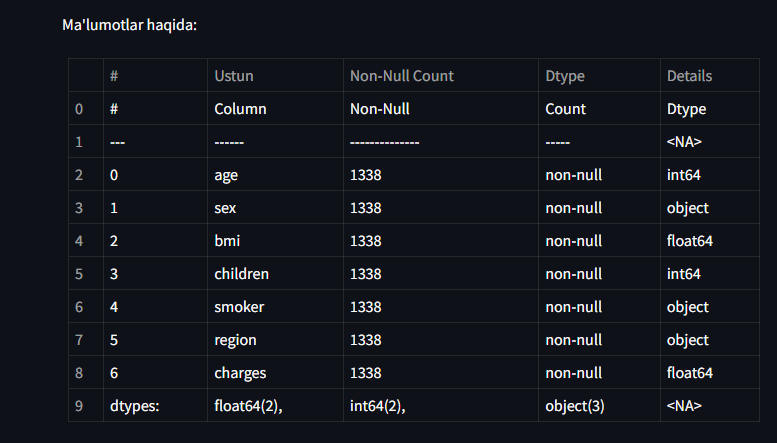 Ma'lumotlar haqida:
# Ustun Non-Null Count Dtype Details
0 # Column Non-Null Count Dtype
1 --- ------ -------------- ----- <NA>
2 0 age 1338 non-null int64
3 1 sex 1338 non-null object
4 2 bmi 1338 non-null float64
5 3 children 1338 non-null int64
6 4 smoker 1338 non-null object
7 5 region 1338 non-null object
8 6 charges 1338 non-null float64
9 dtypes: float64(2), int64(2), object(3) <NA>